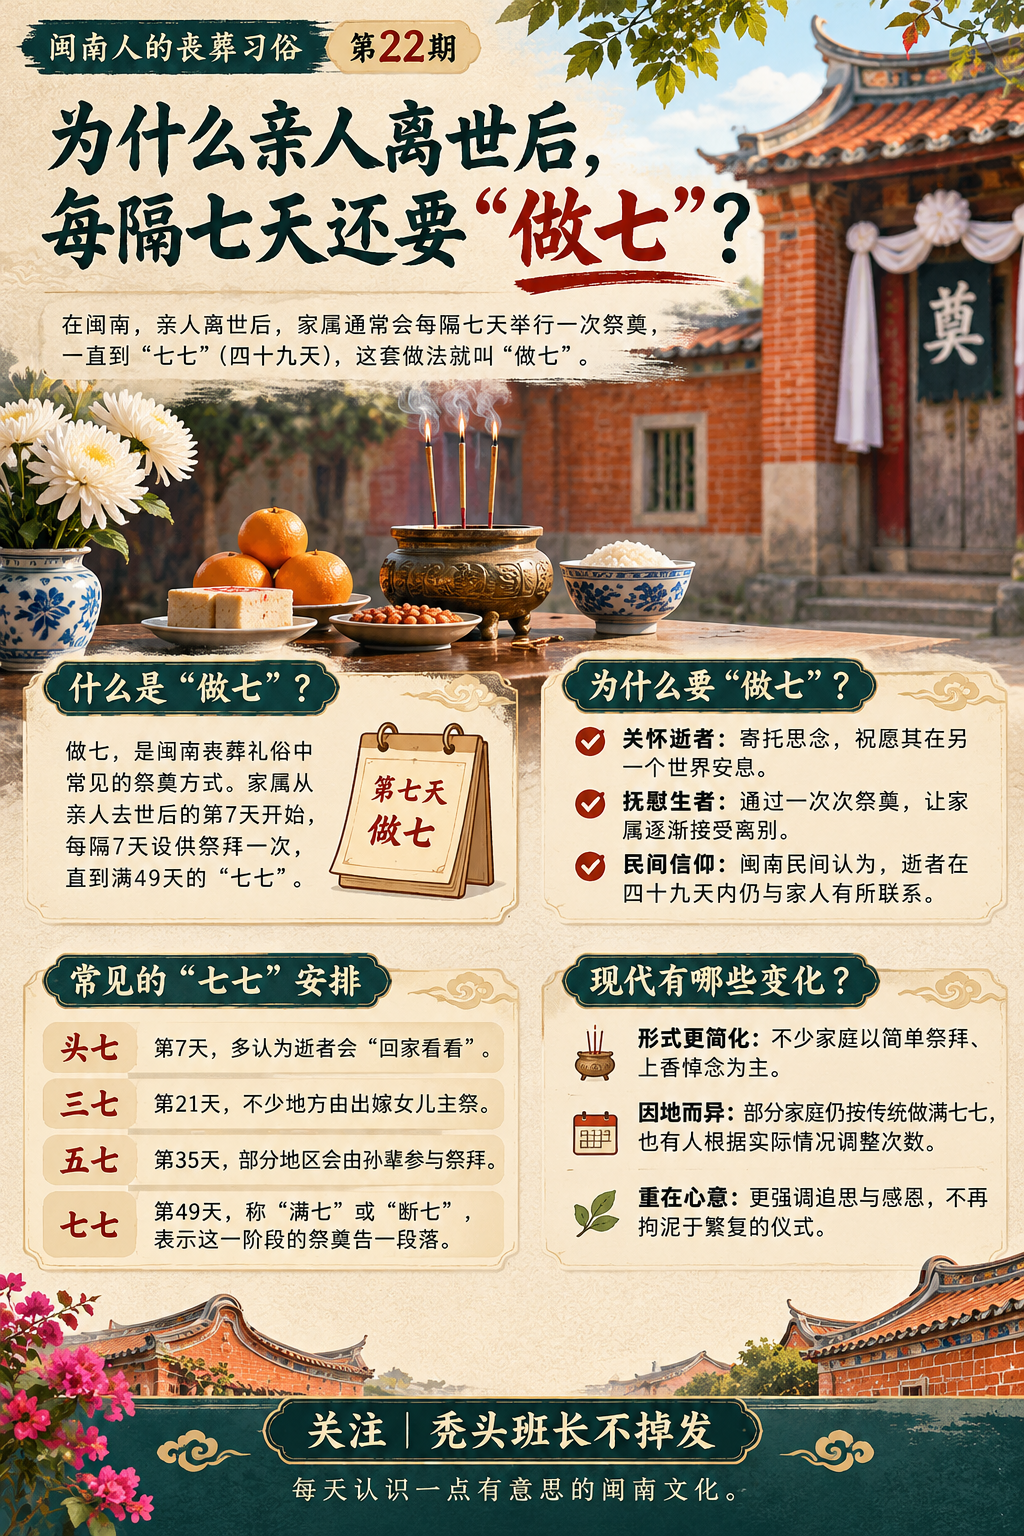 闽南人的丧葬习俗
第22期
为什么亲人离世后，
每隔七天还要“做七”？
在闽南，亲人离世后，家属通常会每隔七天举行一次祭奠，
一直到“七七”（四十九天），这套做法就叫“做七”。
奠
什么是“做七”？
做七，是闽南丧葬礼俗中
常见的祭奠方式。家属从
亲人去世后的第7天开始，
每隔7天设供祭拜一次，
直到满49天的“七七”。
第七天
做七
为什么要“做七”？
关怀逝者：寄托思念，祝愿其在另
一个世界安息。
抚慰生者：通过一次次祭奠，让家
属逐渐接受离别。
民间信仰：闽南民间认为，逝者在
四十九天内仍与家人有所联系。
常见的“七七”安排
头七 第7天，多认为逝者会“回家看看”。
三七 第21天，不少地方由出嫁女儿主祭。
五七 第35天，部分地区会由孙辈参与祭拜。
七七 第49天，称“满七”或“断七”，
表示这一阶段的祭奠告一段落。
现代有哪些变化？
形式更简化：不少家庭以简单祭拜、
上香悼念为主。
因地而异：部分家庭仍按传统做满七七，
也有人根据实际情况调整次数。
重在心意：更强调追思与感恩，不再
拘泥于繁复的仪式。
关注｜秃头班长不掉发
每天认识一点有意思的闽南文化。